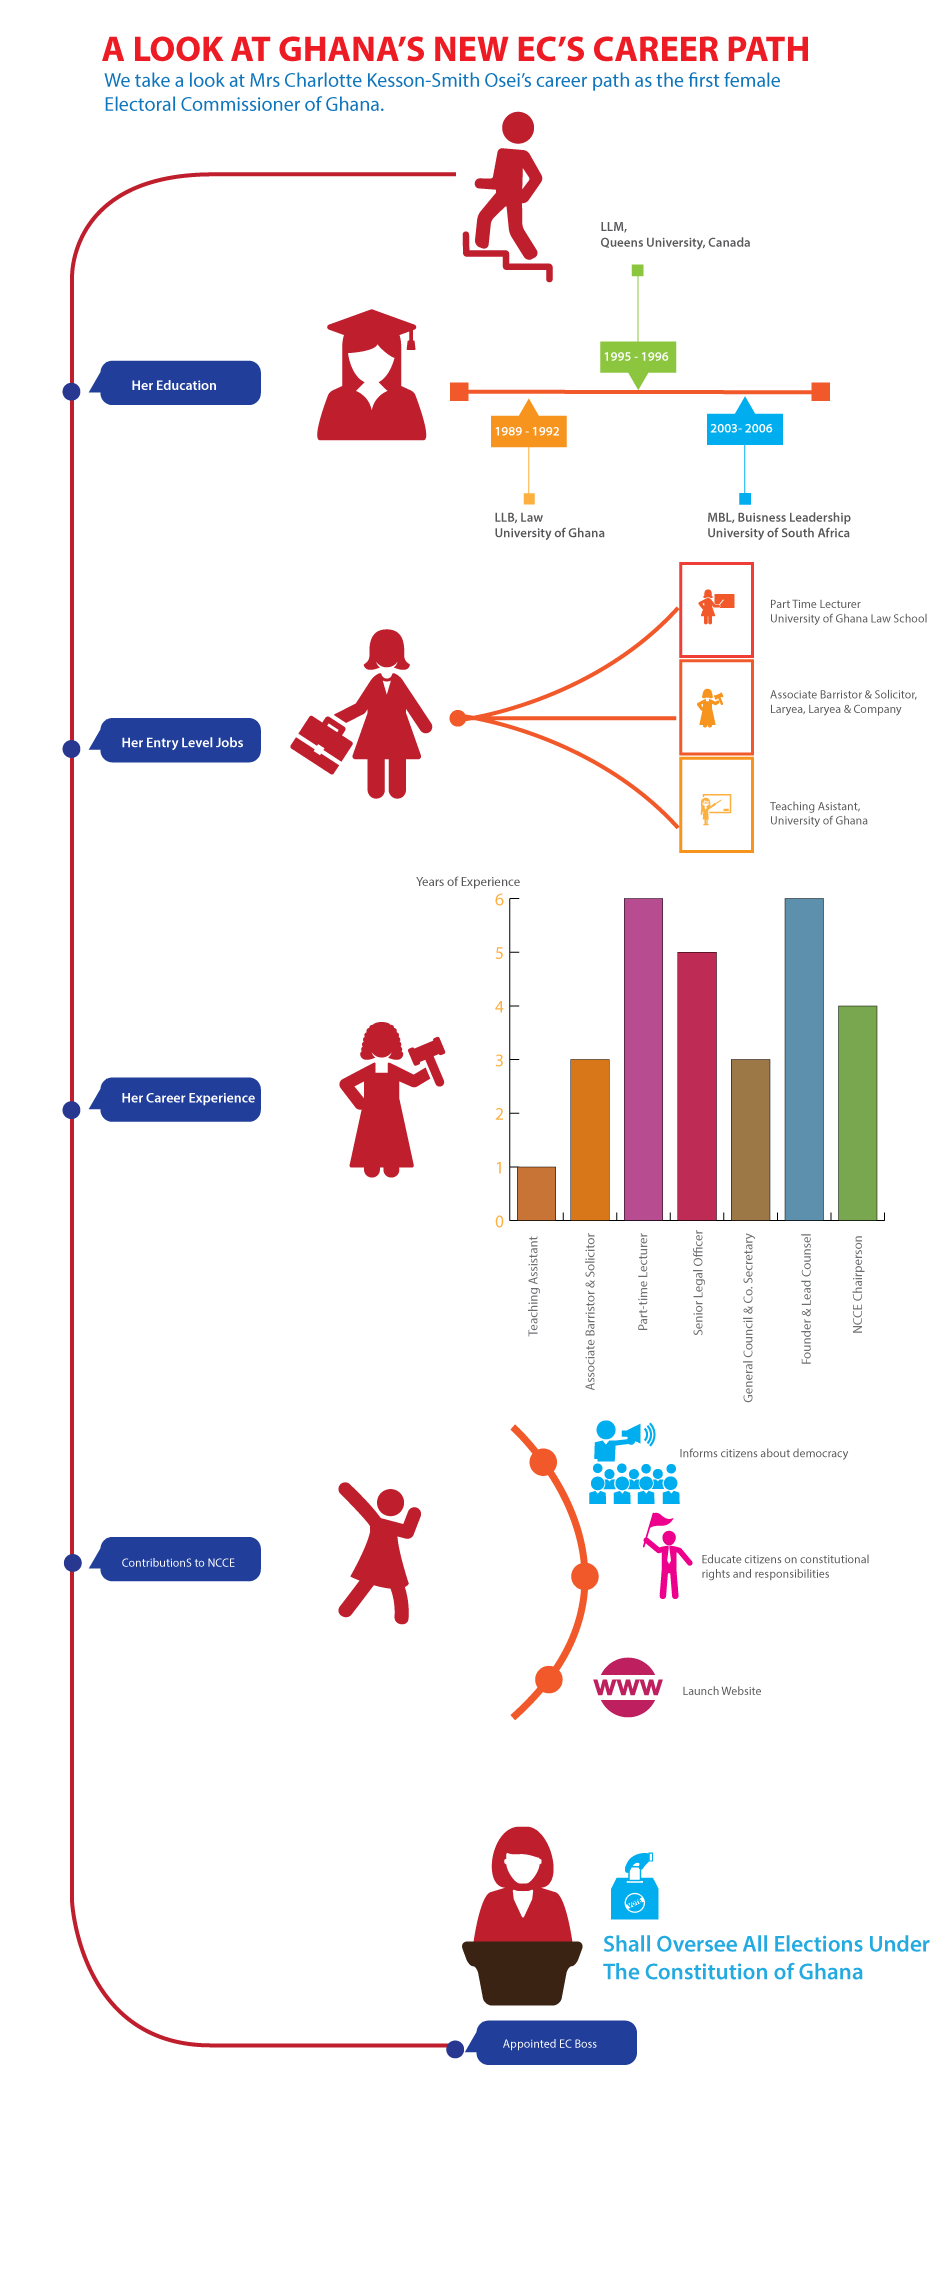 A LOOK AT GHANA'S NEW EC'S CAREER PATH
We take a look at Mrs Charlotte Kesson-Smith Osei's career path as the first female
Electoral Commissioner of Ghana.
LLM,
Queens University, Canada
1995 - 1996
Her Education
1989 - 1992
2003- 2006
LLB, Law
University of Ghana
MBL, Buisness Leadership
University of South Africa
Part Time Lecturer
University of Ghana Law School
Associate Barristor & Solicitor,
Laryea, Laryea & Company
Her Entry Level Jobs
Teaching Asistant,
University of Ghana
Years of Experience
6
5
4
3
2
1
0
Her Career Experience
Teaching Assistant
Associate Barristor & Solicitor
Part-time Lecturer
Senior Legal Officer
General Council & Co. Secretary
Founder & Lead Counsel
NCCE Chairperson
Informs citizens about democracy
ContributionS to NCCE
Educate citizens on constitutional
rights and responsibilities
WWW
Launch Website
Shall Oversee All Elections Under
The Constitution of Ghana
Appointed EC Boss